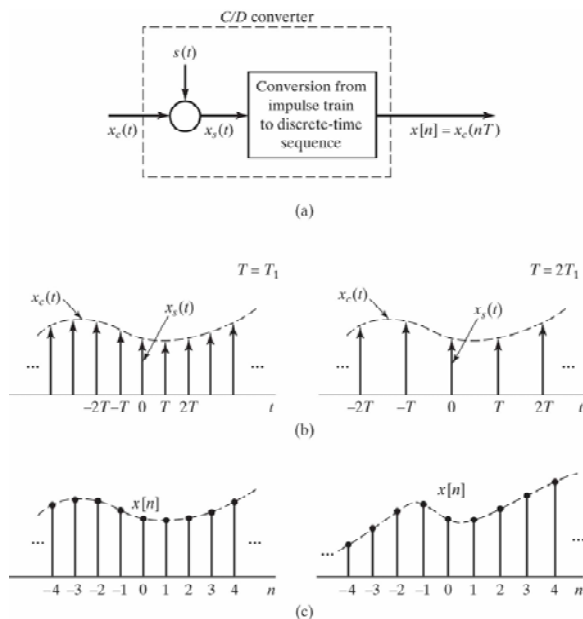 C/D converter
s(t)
Conversion from
impulse train
to discrete-time
sequence
x_c(t)
x_s(t)
x[n] = x_c(nT)
(a)
T = T_1
x_c(t)
x_s(t)
...
...
-2T -T 0 T 2T t
T = 2T_1
x_c(t)
x_s(t)
...
...
-2T -T 0 T 2T t
(b)
x[n]
...
...
-4 -3 -2 -1 0 1 2 3 4 n
x[n]
...
...
-4 -3 -2 -1 0 1 2 3 4 n
(c)